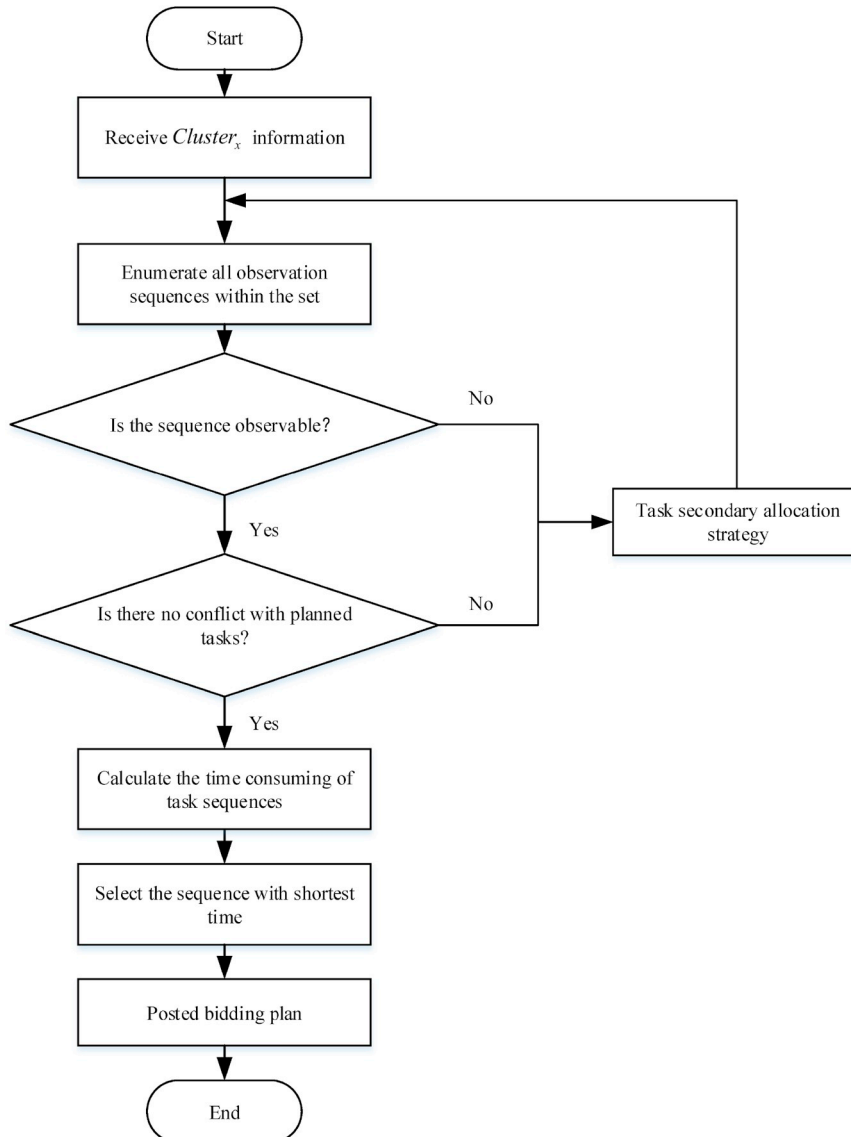 Start
Receive Clusterₓ information
Enumerate all observation
sequences within the set
Is the sequence observable?
No
Yes
Task secondary allocation
strategy
Is there no conflict with planned
tasks?
No
Yes
Calculate the time consuming of
task sequences
Select the sequence with shortest
time
Posted bidding plan
End